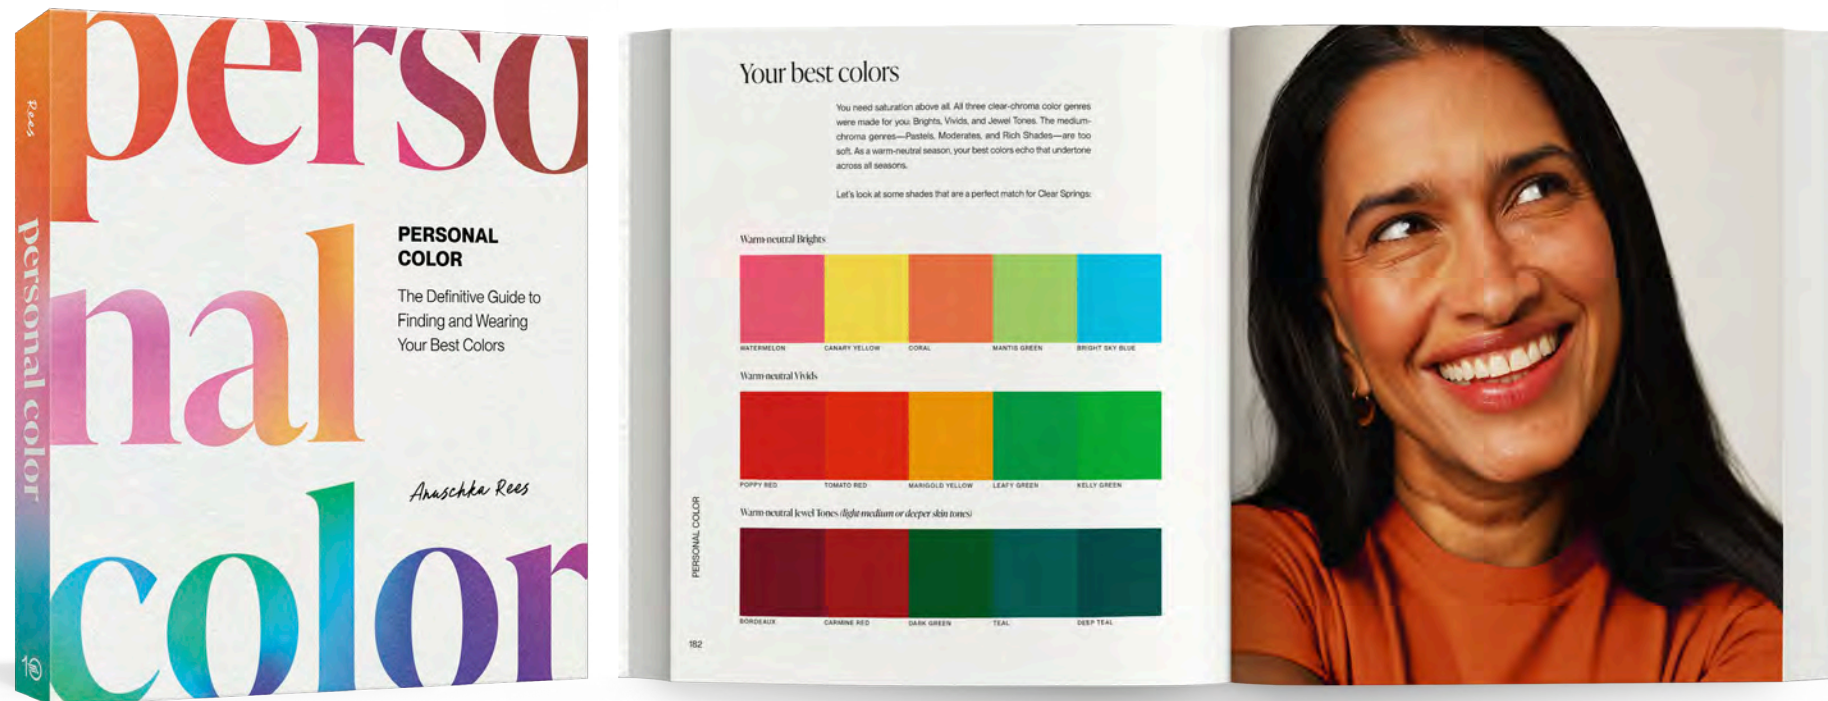 Rees
personal color
perso
nal
color
PERSONAL
COLOR
The Definitive Guide to
Finding and Wearing
Your Best Colors
Anuschka Rees
Your best colors
You need saturation above all. All three clear-chroma color genres
were made for you: Brights, Vivids, and Jewel Tones. The medium-
chroma genres—Pastels, Moderates, and Rich Shades—are too
soft. As a warm-neutral season, your best colors echo that undertone
across all seasons.
Let's look at some shades that are a perfect match for Clear Springs:
Warm-neutral Brights
WATERMELON CANARY YELLOW CORAL MANTIS GREEN BRIGHT SKY BLUE
Warm-neutral Vivids
POPPY RED TOMATO RED MARIGOLD YELLOW LEAFY GREEN KELLY GREEN
Warm-neutral Jewel Tones (light-medium or deeper skin tones)
BORDEAUX CARMINE RED DARK GREEN TEAL DEEP TEAL
PERSONAL COLOR
182